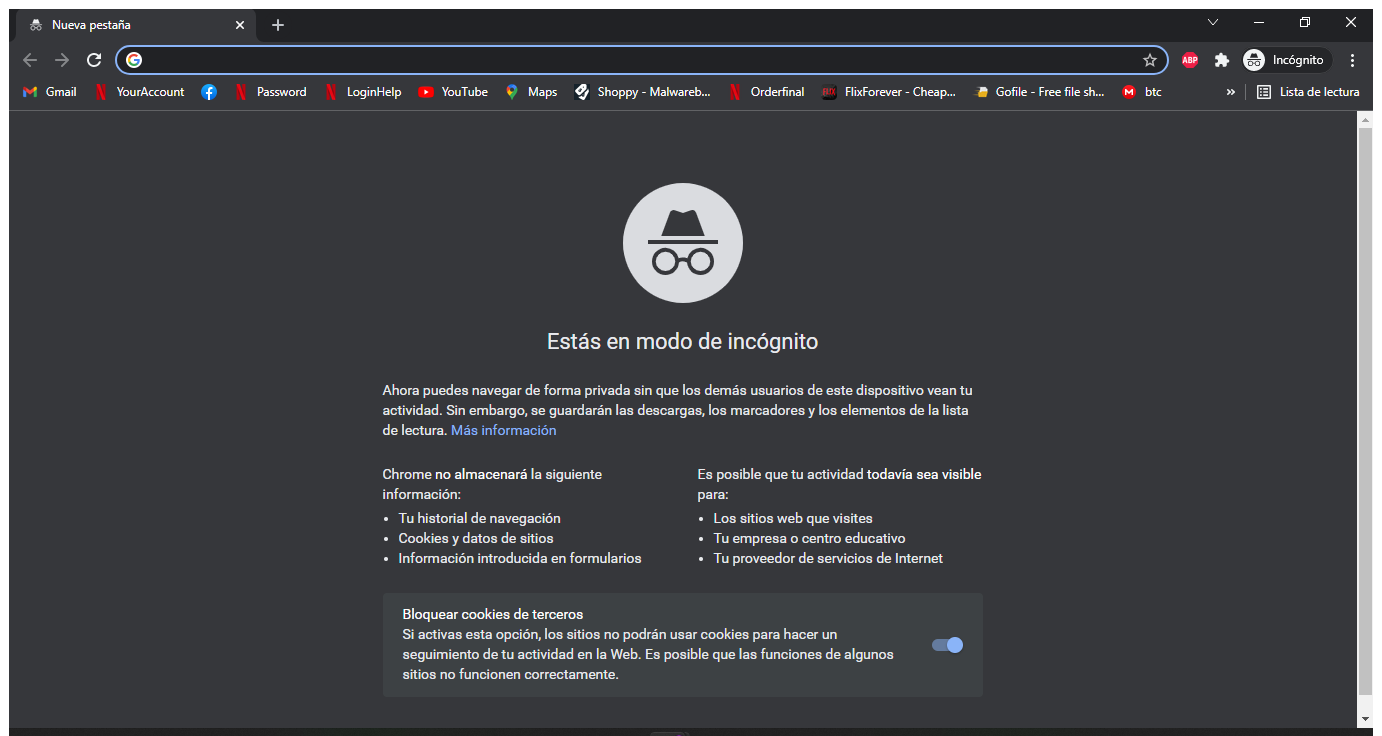 Nueva pestaña
Incógnito
Gmail YourAccount Password LoginHelp YouTube Maps Shoppy - Malwareb... Orderfinal FlixForever - Cheap... Gofile - Free file sh... btc » Lista de lectura
ABP
Estás en modo de incógnito
Ahora puedes navegar de forma privada sin que los demás usuarios de este dispositivo vean tu
actividad. Sin embargo, se guardarán las descargas, los marcadores y los elementos de la lista
de lectura. Más información
Chrome no almacenará la siguiente
información:
• Tu historial de navegación
• Cookies y datos de sitios
• Información introducida en formularios
Es posible que tu actividad todavía sea visible
para:
• Los sitios web que visites
• Tu empresa o centro educativo
• Tu proveedor de servicios de Internet
Bloquear cookies de terceros
Si activas esta opción, los sitios no podrán usar cookies para hacer un
seguimiento de tu actividad en la Web. Es posible que las funciones de algunos
sitios no funcionen correctamente.